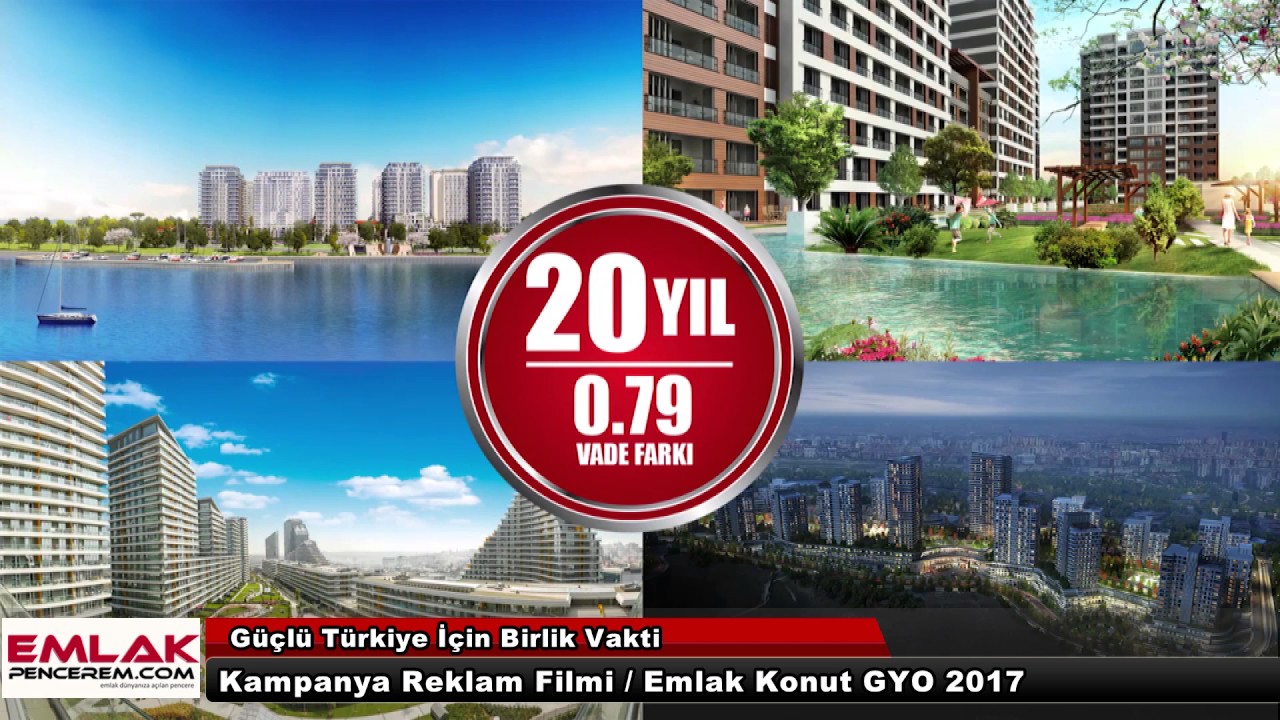 20 YIL
0.79
VADE FARKI
EMLAK
PENCEREM.COM
emlak dünyanıza açılan pencere
Güçlü Türkiye İçin Birlik Vakti
Kampanya Reklam Filmi / Emlak Konut GYO 2017